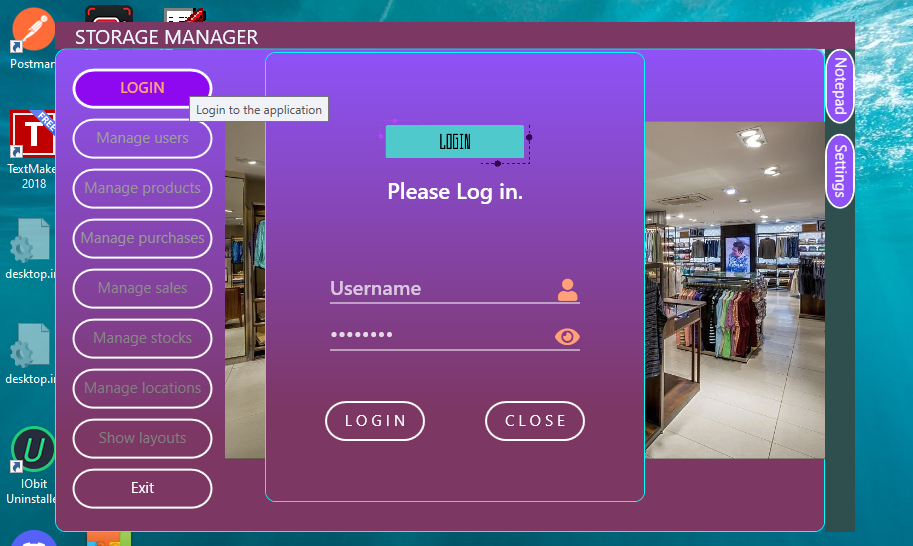 Postman
STORAGE MANAGER
LOGIN
Login to the application
Manage users
Manage products
Manage purchases
Manage sales
Manage stocks
Manage locations
Show layouts
Exit
LOGIN
Please Log in.
Username
LOGIN
CLOSE
Notepad
Settings
FREE
T
TextMake
2018
desktop.in
desktop.in
U
IObit
Uninstalle